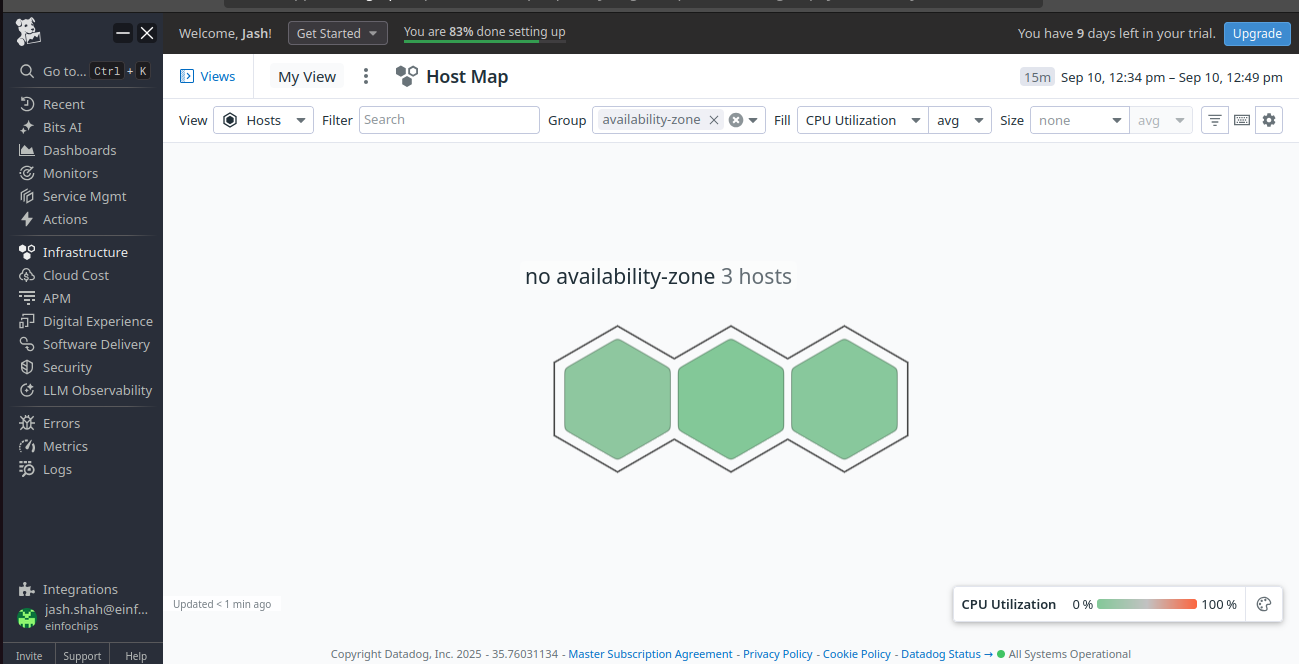 Welcome, Jash!
Get Started
You are 83% done setting up
You have 9 days left in your trial.
Upgrade
Go to... Ctrl + K
Recent
Bits AI
Dashboards
Monitors
Service Mgmt
Actions
Infrastructure
Cloud Cost
APM
Digital Experience
Software Delivery
Security
LLM Observability
Errors
Metrics
Logs
Integrations
jash.shah@einf...
einfochips
Invite
Support
Help
Views
My View
Host Map
15m Sep 10, 12:34 pm – Sep 10, 12:49 pm
View Hosts Filter Search Group availability-zone Fill CPU Utilization avg Size none avg
no availability-zone 3 hosts
Updated < 1 min ago
CPU Utilization 0 % 100 %
Copyright Datadog, Inc. 2025 - 35.76031134 - Master Subscription Agreement - Privacy Policy - Cookie Policy - Datadog Status → All Systems Operational